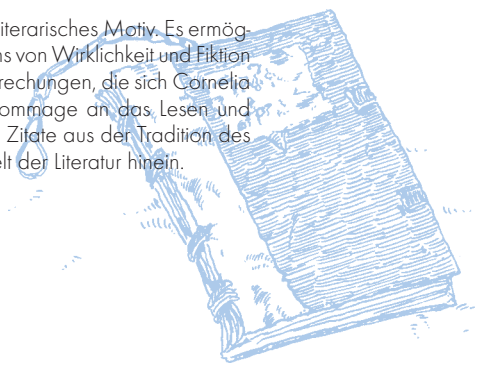 literarisches Motiv. Es ermög-
ns von Wirklichkeit und Fiktion
rechungen, die sich Cornelia
ommage an das Lesen und
Zitate aus der Tradition des
elt der Literatur hinein.